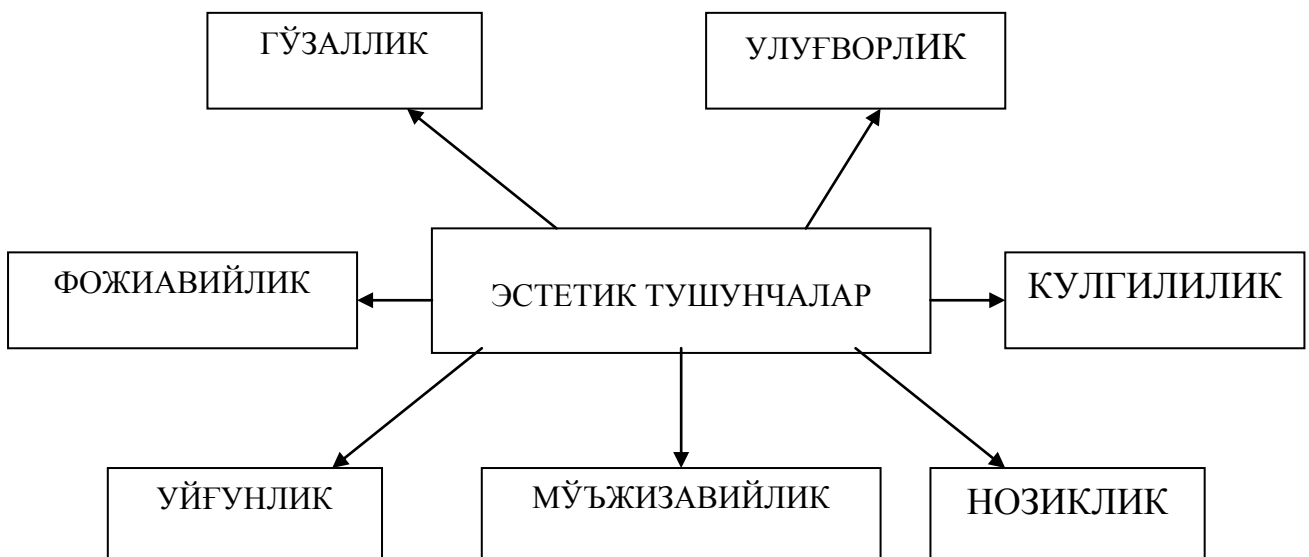 ГЎЗАЛЛИК
УЛУҒВОРЛИК
ФОЖИАВИЙЛИК
ЭСТЕТИК ТУШУНЧАЛАР
КУЛГИЛИЛИК
УЙҒУНЛИК
МЎЪЖИЗАВИЙЛИК
НОЗИКЛИК